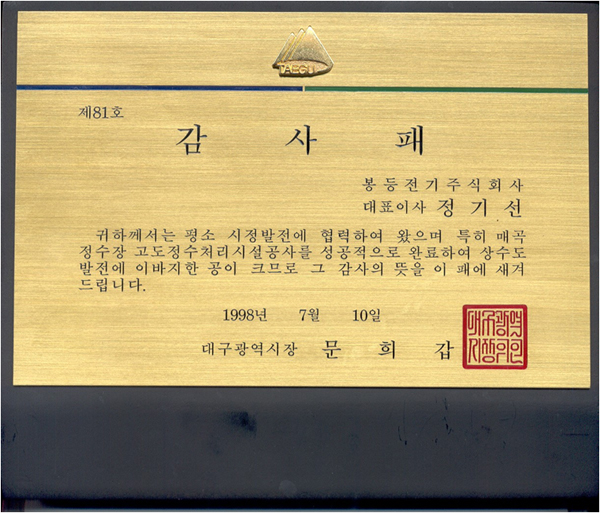 TAEGU
제81호
감 사 패
봉등전기주식회사
대표이사 정기선
귀하께서는 평소 시정발전에 협력하여 왔으며 특히 매곡
정수장 고도정수처리시설공사를 성공적으로 완료하여 상수도
발전에 이바지한 공이 크므로 그 감사의 뜻을 이 패에 새겨
드립니다.
1998년 7월 10일
대구광역시장 문 희 갑
대구광역
시장의인